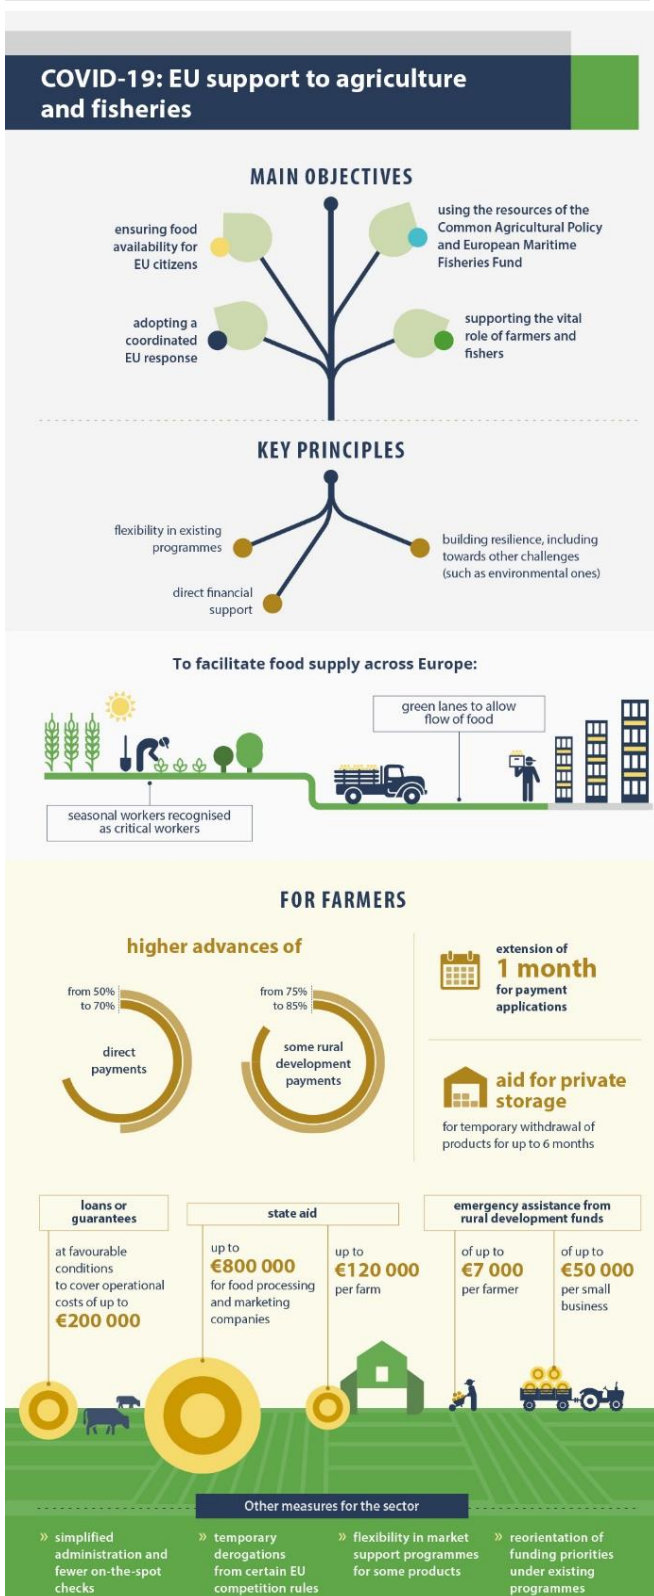 COVID-19: EU support to agriculture
and fisheries
MAIN OBJECTIVES
ensuring food
availability for
EU citizens
using the resources of the
Common Agricultural Policy
and European Maritime
Fisheries Fund
adopting a
coordinated
EU response
supporting the vital
role of farmers and
fishers
KEY PRINCIPLES
flexibility in existing
programmes
building resilience, including
towards other challenges
(such as environmental ones)
direct financial
support
To facilitate food supply across Europe:
green lanes to allow
flow of food
seasonal workers recognised
as critical workers
FOR FARMERS
higher advances of
from 50%
to 70%
direct
payments
from 75%
to 85%
some rural
development
payments
extension of
1 month
for payment
applications
aid for private
storage
for temporary withdrawal of
products for up to 6 months
loans or
guarantees
at favourable
conditions
to cover operational
costs of up to
€200 000
state aid
up to
€800 000
for food processing
and marketing
companies
up to
€120 000
per farm
emergency assistance from
rural development funds
of up to
€7 000
per farmer
of up to
€50 000
per small
business
Other measures for the sector
» simplified
administration and
fewer on-the-spot
checks
» temporary
derogations
from certain EU
competition rules
» flexibility in market
support programmes
for some products
» reorientation of
funding priorities
under existing
programmes